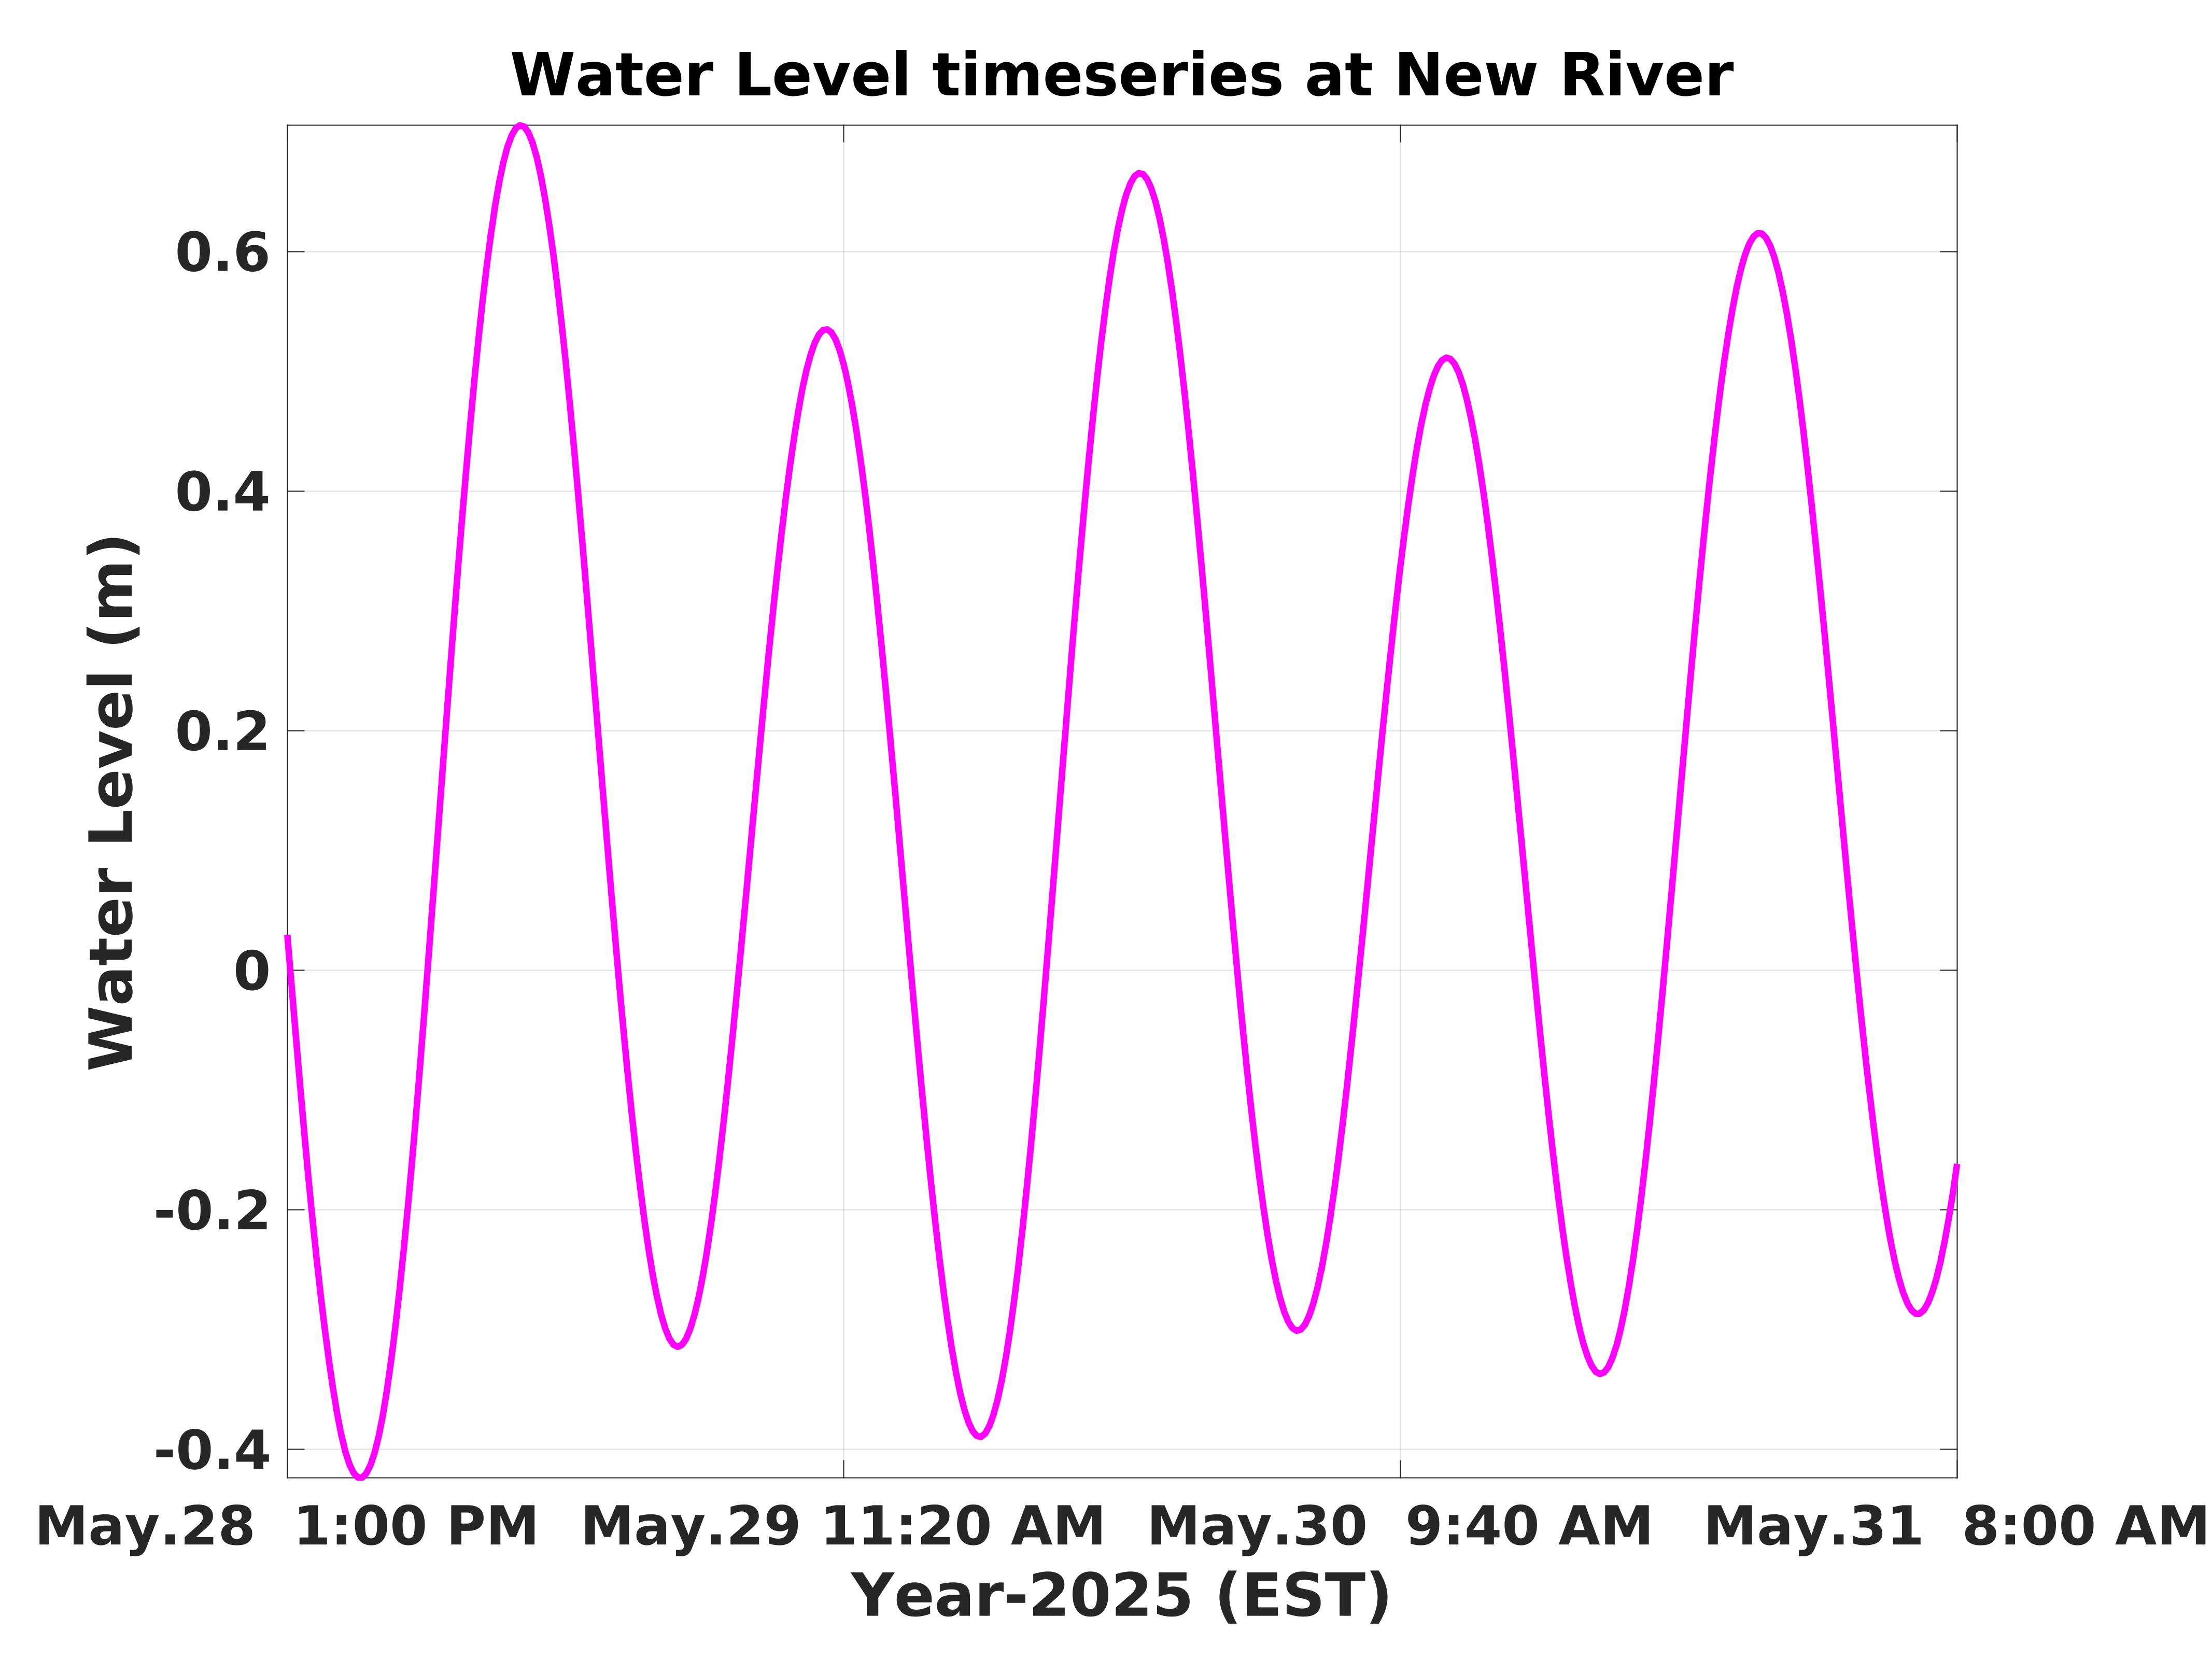 Water Level timeseries at New River
Water Level (m)
0.6
0.4
0.2
0
-0.2
-0.4
May.28  1:00 PM May.29 11:20 AM May.30  9:40 AM May.31  8:00 AM
Year-2025 (EST)